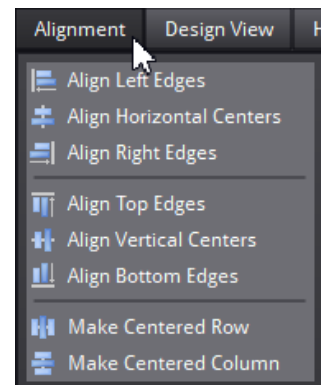 Alignment Design View H
Align Left Edges
Align Horizontal Centers
Align Right Edges
Align Top Edges
Align Vertical Centers
Align Bottom Edges
Make Centered Row
Make Centered Column